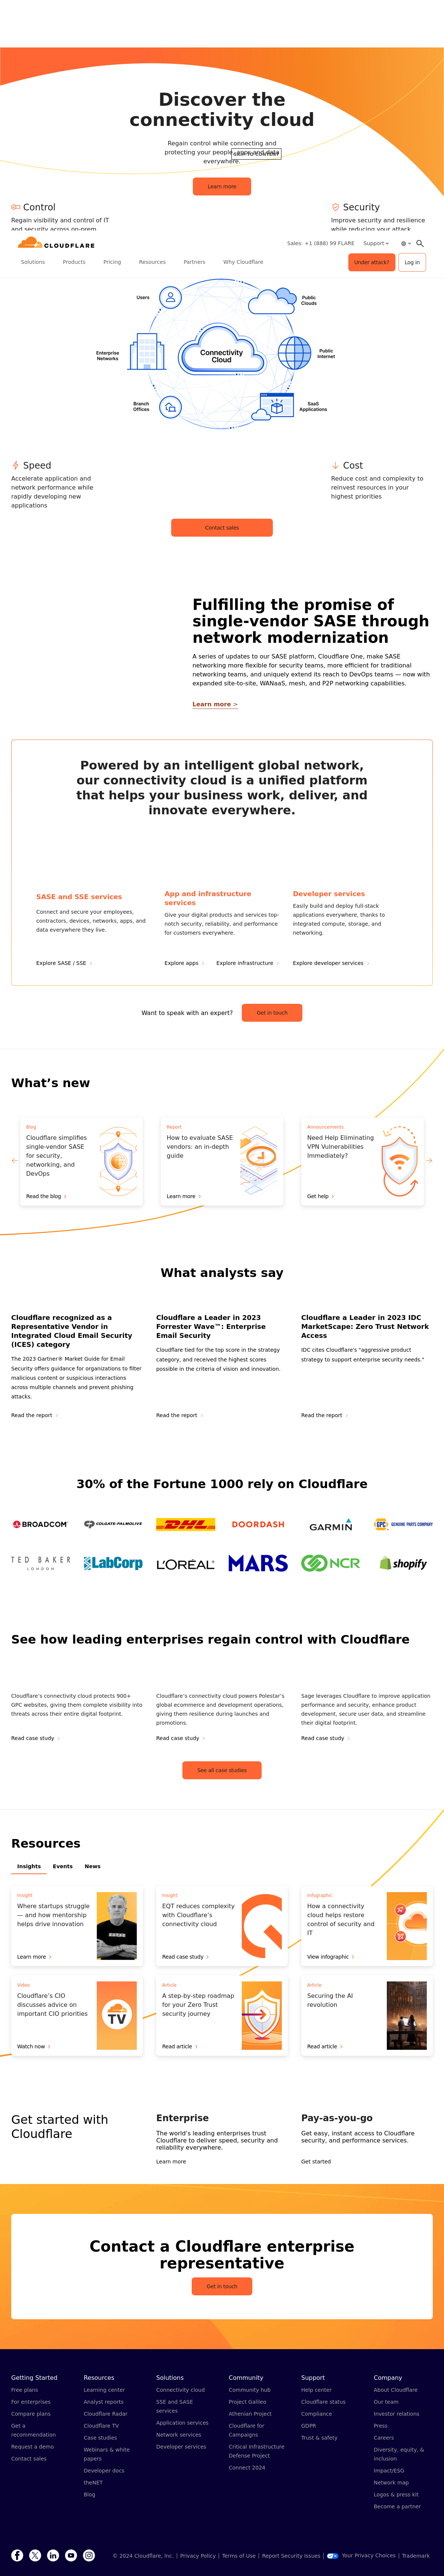 Discover the
connectivity cloud
Regain control while connecting and
protecting your people, apps and data
everywhere.
Learn more
Control
Regain visibility and control of IT
and security across on-prem,
Security
Improve security and resilience
while reducing your attack
CLOUDFLARE
Sales: +1 (888) 99 FLARE
Support
Solutions
Products
Pricing
Resources
Partners
Why Cloudflare
Under attack?
Log in
Users
Public
Clouds
Enterprise
Networks
Connectivity
Cloud
Public
Internet
Branch
Offices
SaaS
Applications
Speed
Accelerate application and
network performance while
rapidly developing new
applications
Cost
Reduce cost and complexity to
reinvest resources in your
highest priorities
Contact sales
Fulfilling the promise of
single-vendor SASE through
network modernization
A series of updates to our SASE platform, Cloudflare One, make SASE
networking more flexible for security teams, more efficient for traditional
networking teams, and uniquely extend its reach to DevOps teams — now with
expanded site-to-site, WANaaS, mesh, and P2P networking capabilities.
Learn more >
Powered by an intelligent global network,
our connectivity cloud is a unified platform
that helps your business work, deliver, and
innovate everywhere.
SASE and SSE services
Connect and secure your employees,
contractors, devices, networks, apps, and
data everywhere they live.
Explore SASE / SSE
App and infrastructure
services
Give your digital products and services top-
notch security, reliability, and performance
for customers everywhere.
Explore apps
Explore infrastructure
Developer services
Easily build and deploy full-stack
applications everywhere, thanks to
integrated compute, storage, and
networking.
Explore developer services
Want to speak with an expert?
Get in touch
What’s new
Blog
Cloudflare simplifies
single-vendor SASE
for security,
networking, and
DevOps
Read the blog
Report
How to evaluate SASE
vendors: an in-depth
guide
Learn more
Announcements
Need Help Eliminating
VPN Vulnerabilities
Immediately?
Get help
What analysts say
Cloudflare recognized as a
Representative Vendor in
Integrated Cloud Email Security
(ICES) category
The 2023 Gartner® Market Guide for Email
Security offers guidance for organizations to filter
malicious content or suspicious interactions
across multiple channels and prevent phishing
attacks.
Read the report
Cloudflare a Leader in 2023
Forrester Wave™: Enterprise
Email Security
Cloudflare tied for the top score in the strategy
category, and received the highest scores
possible in the criteria of vision and innovation.
Read the report
Cloudflare a Leader in 2023 IDC
MarketScape: Zero Trust Network
Access
IDC cites Cloudflare's "aggressive product
strategy to support enterprise security needs."
Read the report
30% of the Fortune 1000 rely on Cloudflare
BROADCOM
COLGATE-PALMOLIVE
DHL
DOORDASH
GARMIN
GPC GENUINE PARTS COMPANY
TED BAKER
LONDON
LabCorp
L'ORÉAL
MARS
NCR
shopify
See how leading enterprises regain control with Cloudflare
Cloudflare’s connectivity cloud protects 900+
GPC websites, giving them complete visibility into
threats across their entire digital footprint.
Read case study
Cloudflare’s connectivity cloud powers Polestar’s
global ecommerce and development operations,
giving them resilience during launches and
promotions.
Read case study
Sage leverages Cloudflare to improve application
performance and security, enhance product
development, secure user data, and streamline
their digital footprint.
Read case study
See all case studies
Resources
Insights
Events
News
Insight
Where startups struggle
— and how mentorship
helps drive innovation
Learn more
Insight
EQT reduces complexity
with Cloudflare’s
connectivity cloud
Read case study
Infographic
How a connectivity
cloud helps restore
control of security and
IT
View infographic
Video
Cloudflare’s CIO
discusses advice on
important CIO priorities
Watch now
TV
Article
A step-by-step roadmap
for your Zero Trust
security journey
Read article
Article
Securing the AI
revolution
Read article
Get started with
Cloudflare
Enterprise
The world’s leading enterprises trust
Cloudflare to deliver speed, security and
reliability everywhere.
Learn more
Pay-as-you-go
Get easy, instant access to Cloudflare
security, and performance services.
Get started
Contact a Cloudflare enterprise
representative
Get in touch
Getting Started
Free plans
For enterprises
Compare plans
Get a
recommendation
Request a demo
Contact sales
Resources
Learning center
Analyst reports
Cloudflare Radar
Cloudflare TV
Case studies
Webinars & white
papers
Developer docs
theNET
Blog
Solutions
Connectivity cloud
SSE and SASE
services
Application services
Network services
Developer services
Community
Community hub
Project Galileo
Athenian Project
Cloudflare for
Campaigns
Critical Infrastructure
Defense Project
Connect 2024
Support
Help center
Cloudflare status
Compliance
GDPR
Trust & safety
Company
About Cloudflare
Our team
Investor relations
Press
Careers
Diversity, equity, &
inclusion
Impact/ESG
Network map
Logos & press kit
Become a partner
© 2024 Cloudflare, Inc. | Privacy Policy | Terms of Use | Report Security Issues | Your Privacy Choices | Trademark